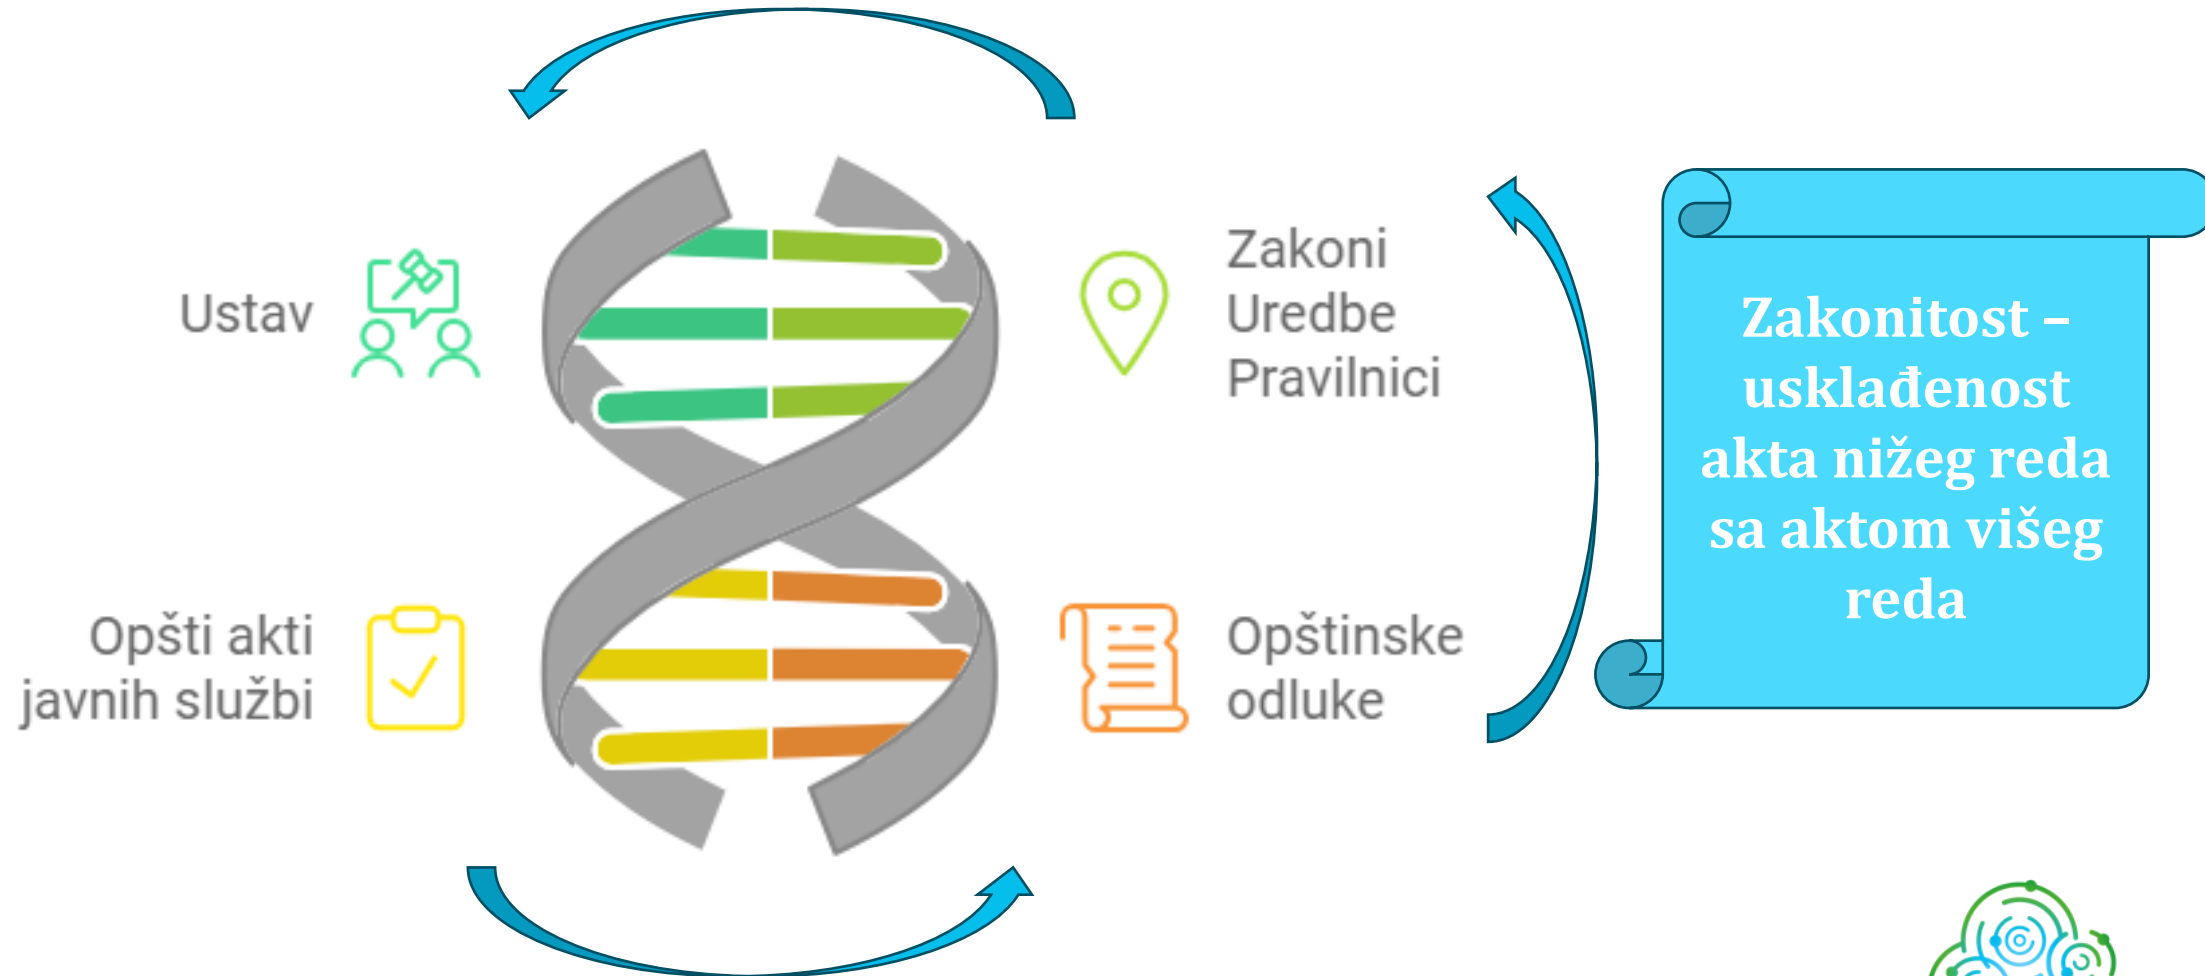 Ustav
Zakoni
Uredbe
Pravilnici
Opšti akti
javnih službi
Opštinske
odluke
Zakonitost –
usklađenost
akta nižeg reda
sa aktom višeg
reda